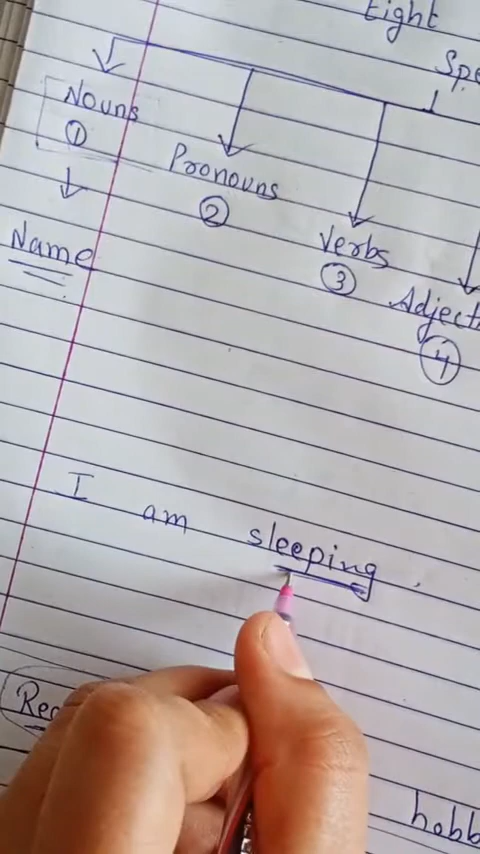 Eight
Nouns
①
Pronouns
②
Verbs
③
④
Name
I am sleeping.